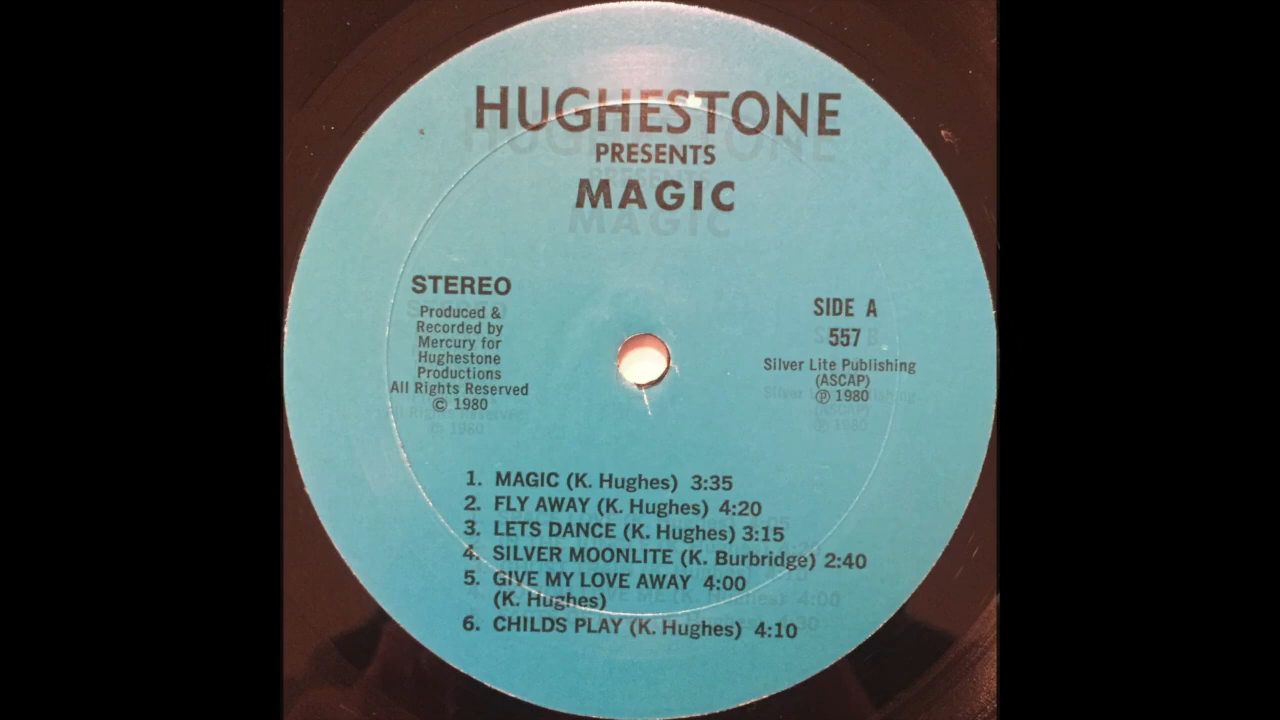 HUGHESTONE
PRESENTS
MAGIC
STEREO
Produced &
Recorded by
Mercury for
Hughestone
Productions
All Rights Reserved
© 1980
SIDE A
557
Silver Lite Publishing
(ASCAP)
℗ 1980
1. MAGIC (K. Hughes) 3:35
2. FLY AWAY (K. Hughes) 4:20
3. LETS DANCE (K. Hughes) 3:15
4. SILVER MOONLITE (K. Burbridge) 2:40
5. GIVE MY LOVE AWAY 4:00
(K. Hughes)
6. CHILDS PLAY (K. Hughes) 4:10